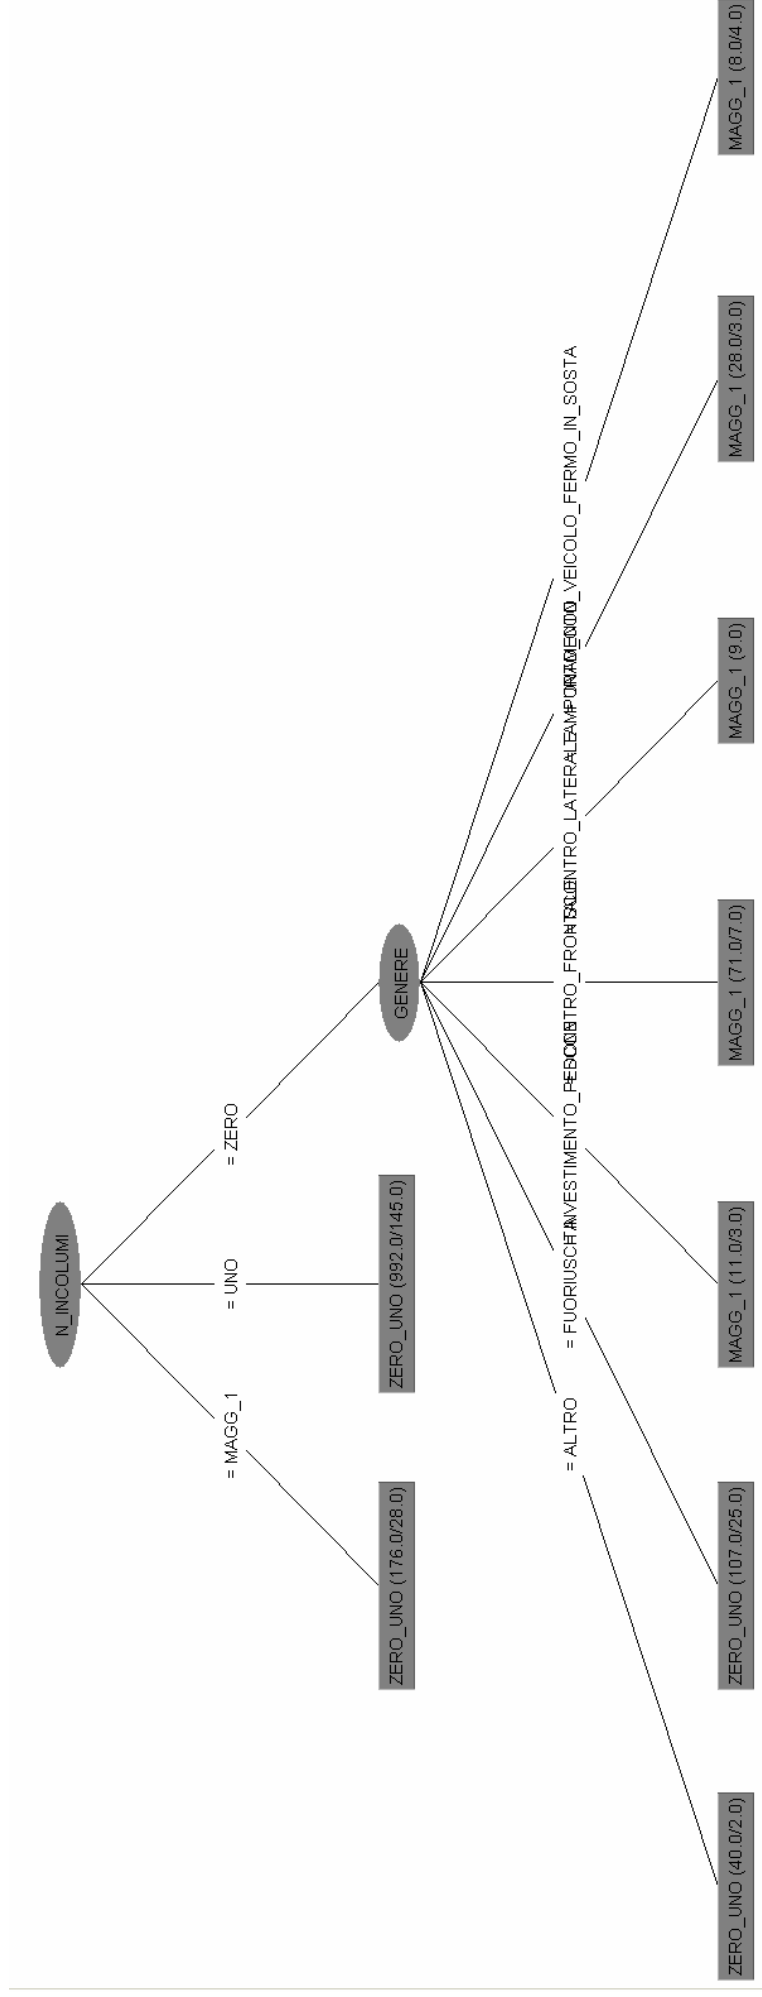 N_INCOLUMI
= MAGG_1
= UNO
= ZERO
ZERO_UNO (176.0/28.0)
ZERO_UNO (992.0/145.0)
GENERE
= ALTRO
= FUORIUSCITA
INVESTIMENTO_PEDONE
SCONTRO_FRONTALE
SCONTRO_LATERALE
TAMPONAMENTO
VEICOLO_FERMO_IN_SOSTA
ZERO_UNO (40.0/2.0)
ZERO_UNO (107.0/25.0)
MAGG_1 (11.0/3.0)
MAGG_1 (71.0/7.0)
MAGG_1 (9.0)
MAGG_1 (28.0/3.0)
MAGG_1 (8.0/4.0)